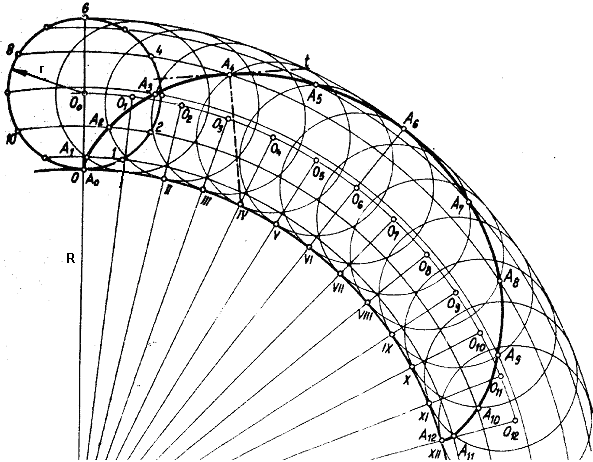 6
t
8
4
r
A4
A3
A5
O0
O1
O2
A2
O3
A6
10
2
O4
A1
1
O5
0
A0
II
O6
III
A7
IV
O7
V
R
VI
O8
A8
VII
O9
VIII
IX
O10
A9
X
O11
XI
A10
A12
O12
XII
A11